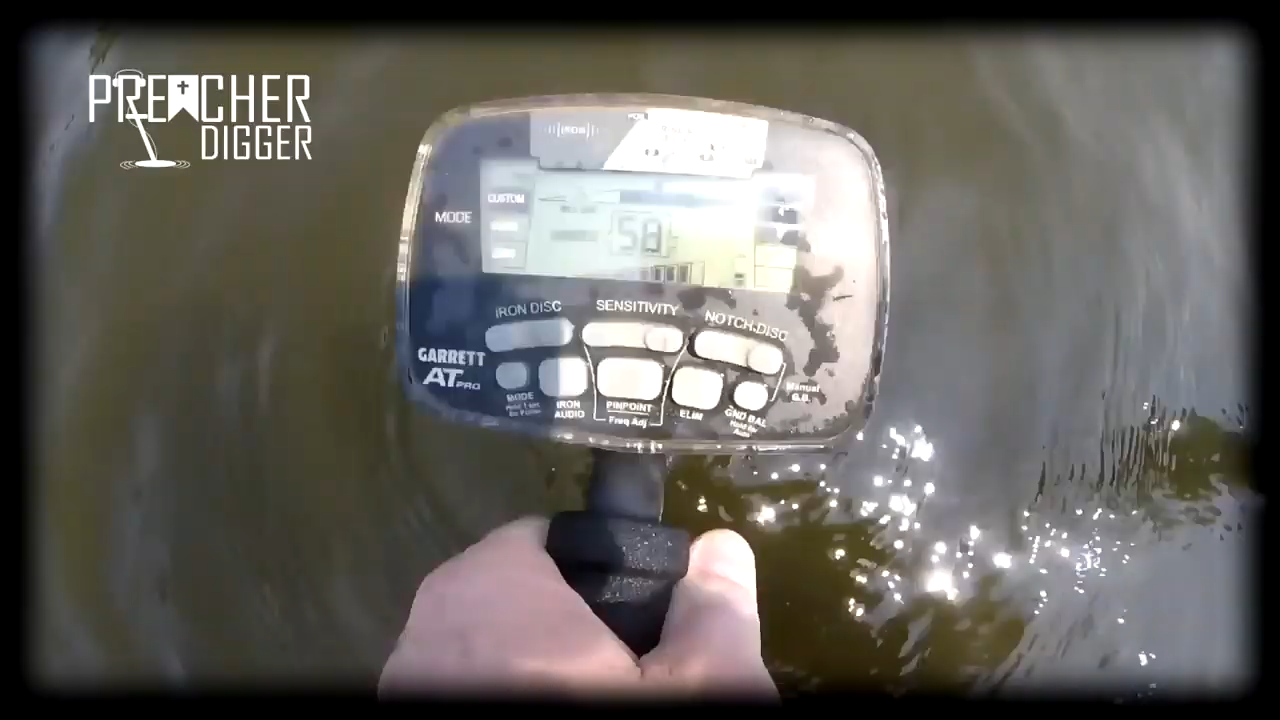 PREACHER
DIGGER
IRON
MODE
CUSTOM
58
IRON DISC
SENSITIVITY
NOTCH DISC
GARRETT
AT PRO
MODE
IRON
AUDIO
PINPOINT
Freq Adj
ELIM
GND BAL
Manual
G.B.